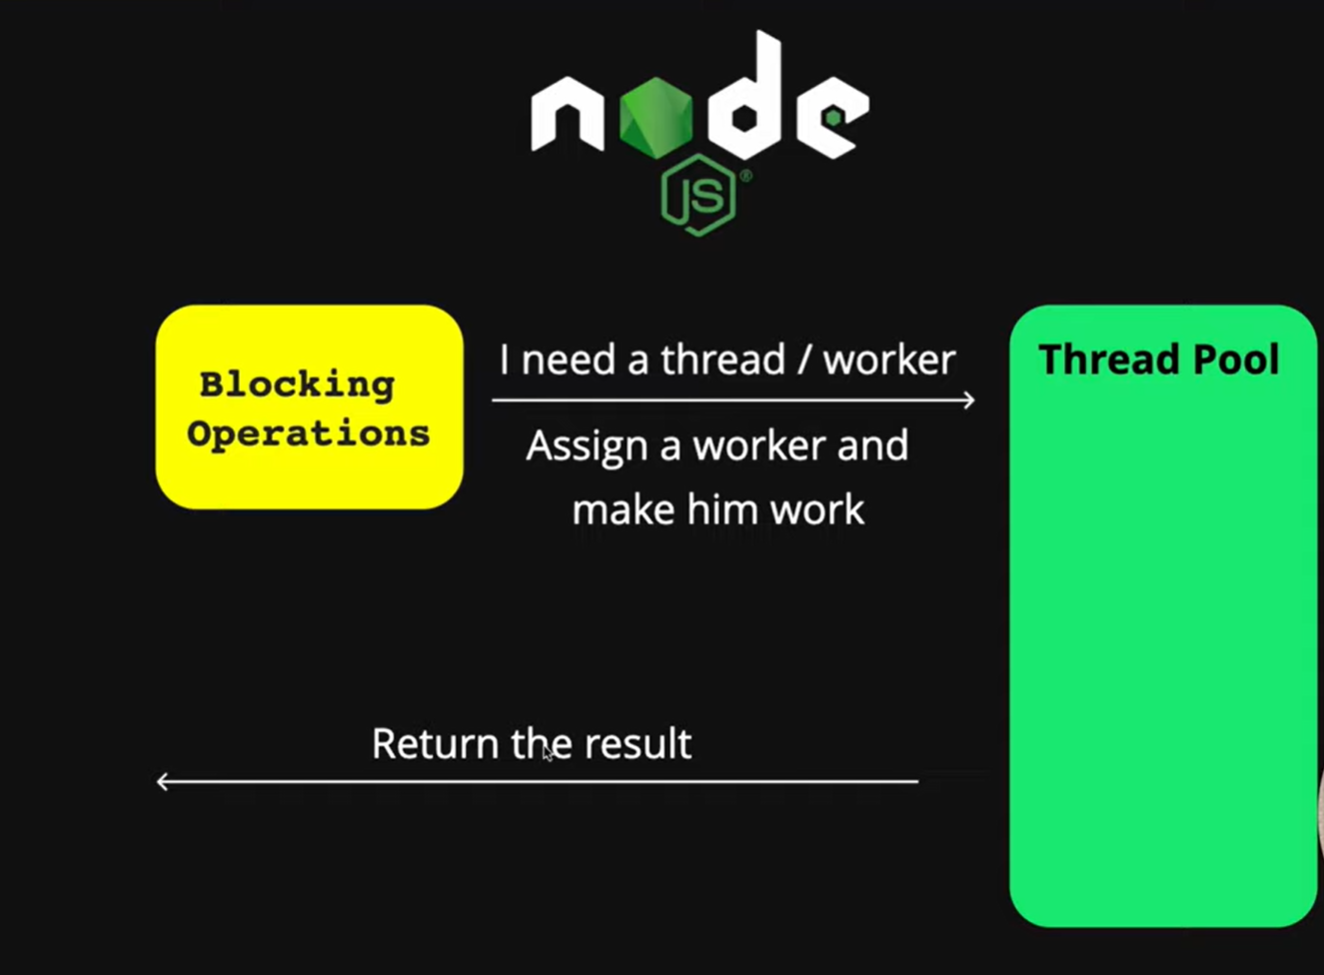 node
JS®
Blocking
Operations
I need a thread / worker
Assign a worker and
make him work
Thread Pool
Return the result